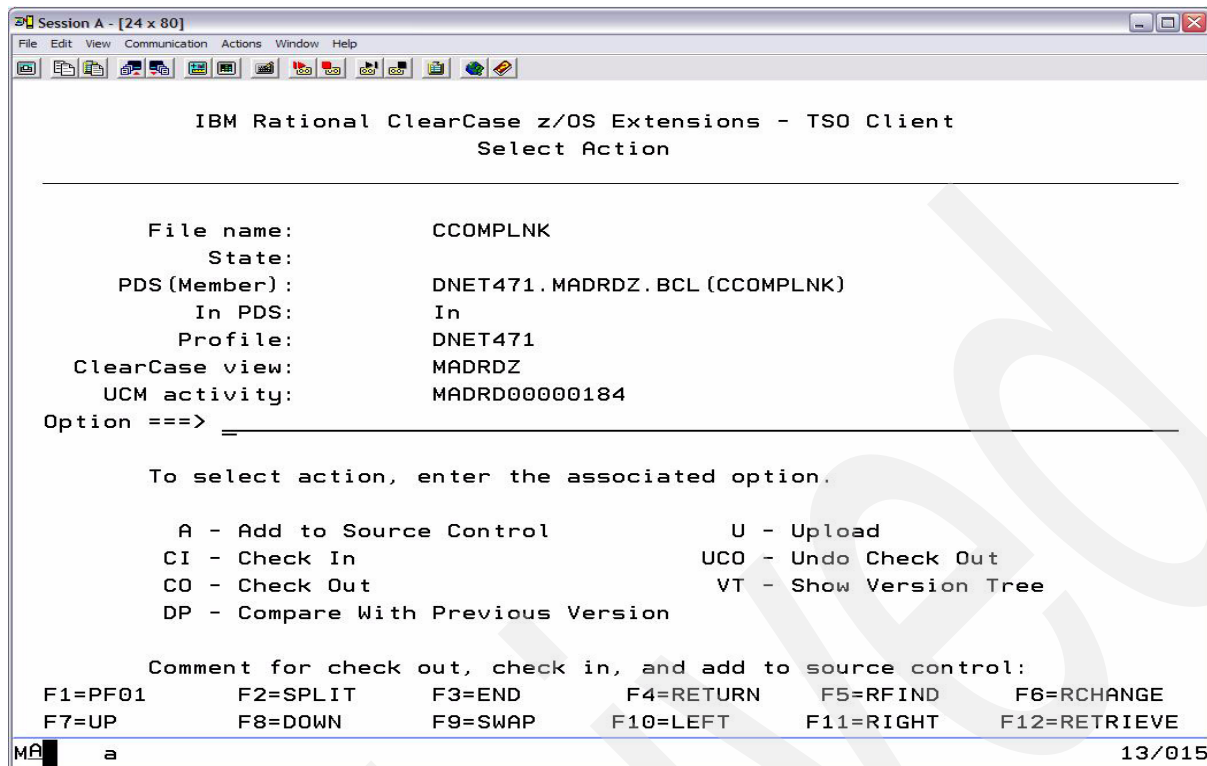 Session A - [24 x 80]
File Edit View Communication Actions Window Help
IBM Rational ClearCase z/OS Extensions - TSO Client
Select Action
File name: CCOMPLNK
State:
PDS(Member): DNET471.MADRDZ.BCL(CCOMPLNK)
In PDS: In
Profile: DNET471
ClearCase view: MADRDZ
UCM activity: MADRD00000184
Option ===> _
To select action, enter the associated option.
A - Add to Source Control U - Upload
CI - Check In UCO - Undo Check Out
CO - Check Out VT - Show Version Tree
DP - Compare With Previous Version
Comment for check out, check in, and add to source control:
F1=PF01 F2=SPLIT F3=END F4=RETURN F5=RFIND F6=RCHANGE
F7=UP F8=DOWN F9=SWAP F10=LEFT F11=RIGHT F12=RETRIEVE
MA a 13/015